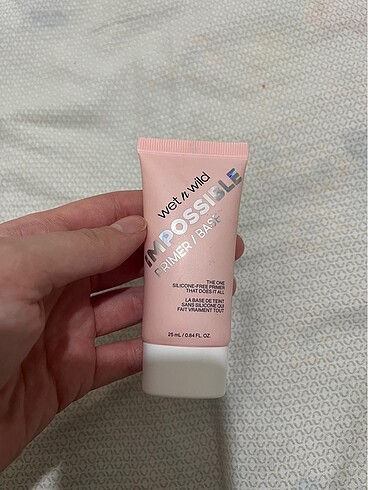 wet n wild
IMPOSSIBLE
PRIMER / BASE
THE ONE
SILICONE-FREE PRIMER
THAT DOES IT ALL
LA BASE DE TEINT
SANS SILICONE QUI
FAIT VRAIMENT TOUT
25 mL / 0.84 FL. OZ.